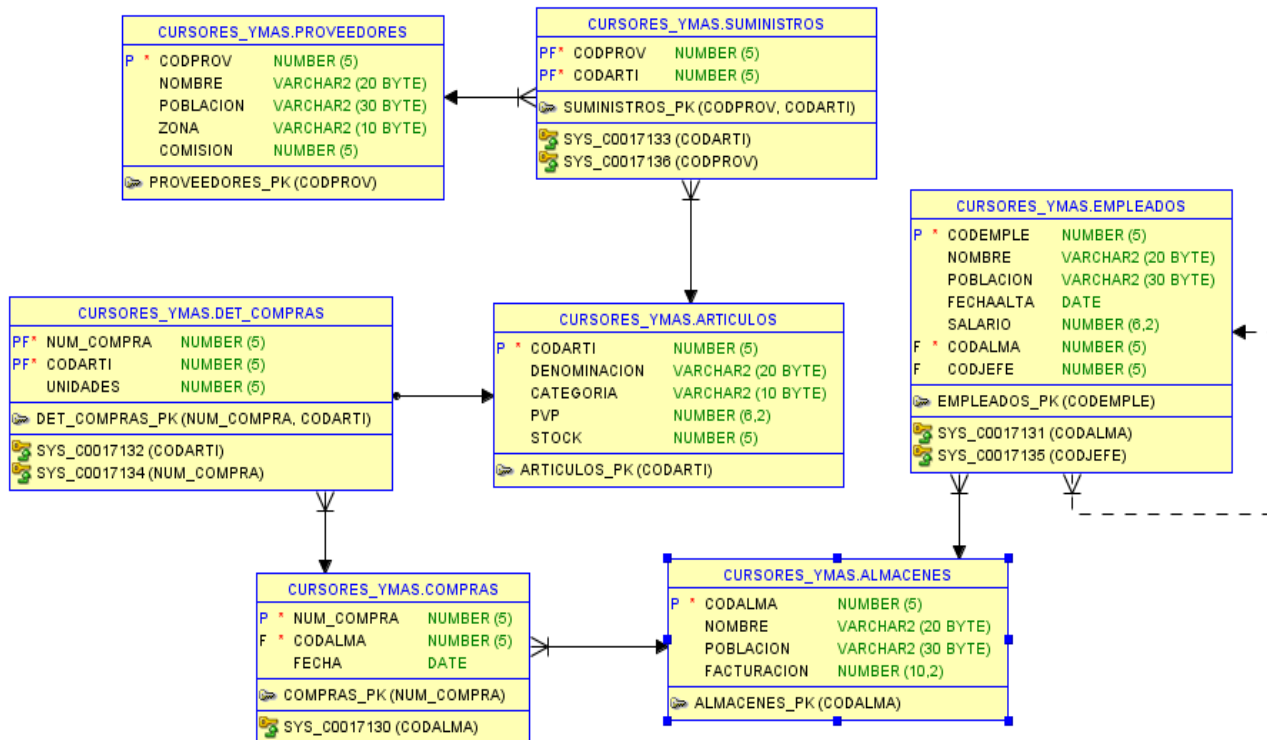 CURSORES_YMAS.PROVEEDORES
P * CODPROV NUMBER (5)
NOMBRE VARCHAR2 (20 BYTE)
POBLACION VARCHAR2 (30 BYTE)
ZONA VARCHAR2 (10 BYTE)
COMISION NUMBER (5)
PROVEEDORES_PK (CODPROV)
CURSORES_YMAS.SUMINISTROS
PF* CODPROV NUMBER (5)
PF* CODARTI NUMBER (5)
SUMINISTROS_PK (CODPROV, CODARTI)
SYS_C0017133 (CODARTI)
SYS_C0017136 (CODPROV)
CURSORES_YMAS.EMPLEADOS
P * CODEMPLE NUMBER (5)
NOMBRE VARCHAR2 (20 BYTE)
POBLACION VARCHAR2 (30 BYTE)
FECHAALTA DATE
SALARIO NUMBER (6,2)
F * CODALMA NUMBER (5)
F CODJEFE NUMBER (5)
EMPLEADOS_PK (CODEMPLE)
SYS_C0017131 (CODALMA)
SYS_C0017135 (CODJEFE)
CURSORES_YMAS.DET_COMPRAS
PF* NUM_COMPRA NUMBER (5)
PF* CODARTI NUMBER (5)
UNIDADES NUMBER (5)
DET_COMPRAS_PK (NUM_COMPRA, CODARTI)
SYS_C0017132 (CODARTI)
SYS_C0017134 (NUM_COMPRA)
CURSORES_YMAS.ARTICULOS
P * CODARTI NUMBER (5)
DENOMINACION VARCHAR2 (20 BYTE)
CATEGORIA VARCHAR2 (10 BYTE)
PVP NUMBER (6,2)
STOCK NUMBER (5)
ARTICULOS_PK (CODARTI)
CURSORES_YMAS.COMPRAS
P * NUM_COMPRA NUMBER (5)
F * CODALMA NUMBER (5)
FECHA DATE
COMPRAS_PK (NUM_COMPRA)
SYS_C0017130 (CODALMA)
CURSORES_YMAS.ALMACENES
P * CODALMA NUMBER (5)
NOMBRE VARCHAR2 (20 BYTE)
POBLACION VARCHAR2 (30 BYTE)
FACTURACION NUMBER (10,2)
ALMACENES_PK (CODALMA)